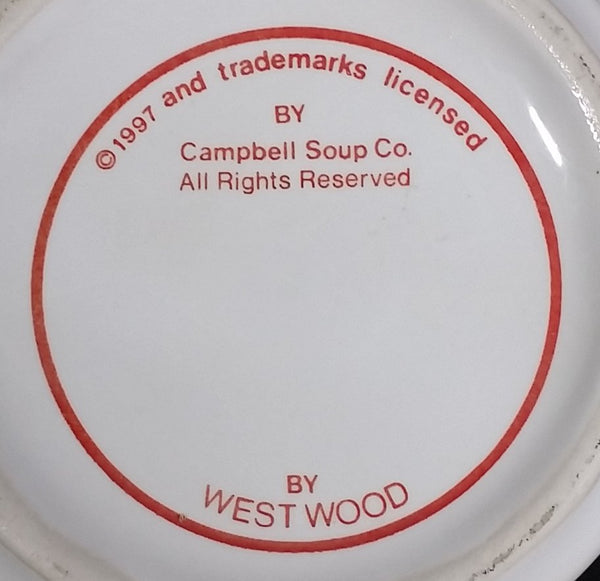 ©1997 and trademarks licensed
BY
Campbell Soup Co.
All Rights Reserved
BY
WEST WOOD